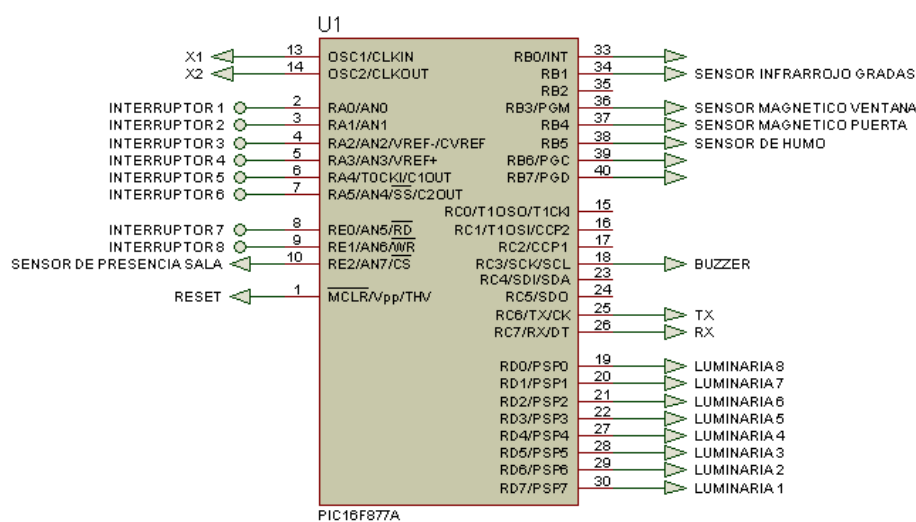 U1
X1 13 OSC1/CLKIN
X2 14 OSC2/CLKOUT
INTERRUPTOR 1 2 RA0/AN0
INTERRUPTOR 2 3 RA1/AN1
INTERRUPTOR 3 4 RA2/AN2/VREF-/CVREF
INTERRUPTOR 4 5 RA3/AN3/VREF+
INTERRUPTOR 5 6 RA4/T0CKI/C1OUT
INTERRUPTOR 6 7 RA5/AN4/SS/C2OUT
INTERRUPTOR 7 8 RE0/AN5/RD
INTERRUPTOR 8 9 RE1/AN6/WR
SENSOR DE PRESENCIA SALA 10 RE2/AN7/CS
RESET 1 MCLR/Vpp/THV
RB0/INT 33
RB1 34 SENSOR INFRARROJO GRADAS
RB2 35
RB3/PGM 36 SENSOR MAGNETICO VENTANA
RB4 37 SENSOR MAGNETICO PUERTA
RB5 38 SENSOR DE HUMO
RB6/PGC 39
RB7/PGD 40
RC0/T1OSO/T1CKI 15
RC1/T1OSI/CCP2 16
RC2/CCP1 17
RC3/SCK/SCL 18 BUZZER
RC4/SDI/SDA 23
RC5/SDO 24
RC6/TX/CK 25 TX
RC7/RX/DT 26 RX
RD0/PSP0 19 LUMINARIA 8
RD1/PSP1 20 LUMINARIA 7
RD2/PSP2 21 LUMINARIA 6
RD3/PSP3 22 LUMINARIA 5
RD4/PSP4 27 LUMINARIA 4
RD5/PSP5 28 LUMINARIA 3
RD6/PSP6 29 LUMINARIA 2
RD7/PSP7 30 LUMINARIA 1
PIC16F877A